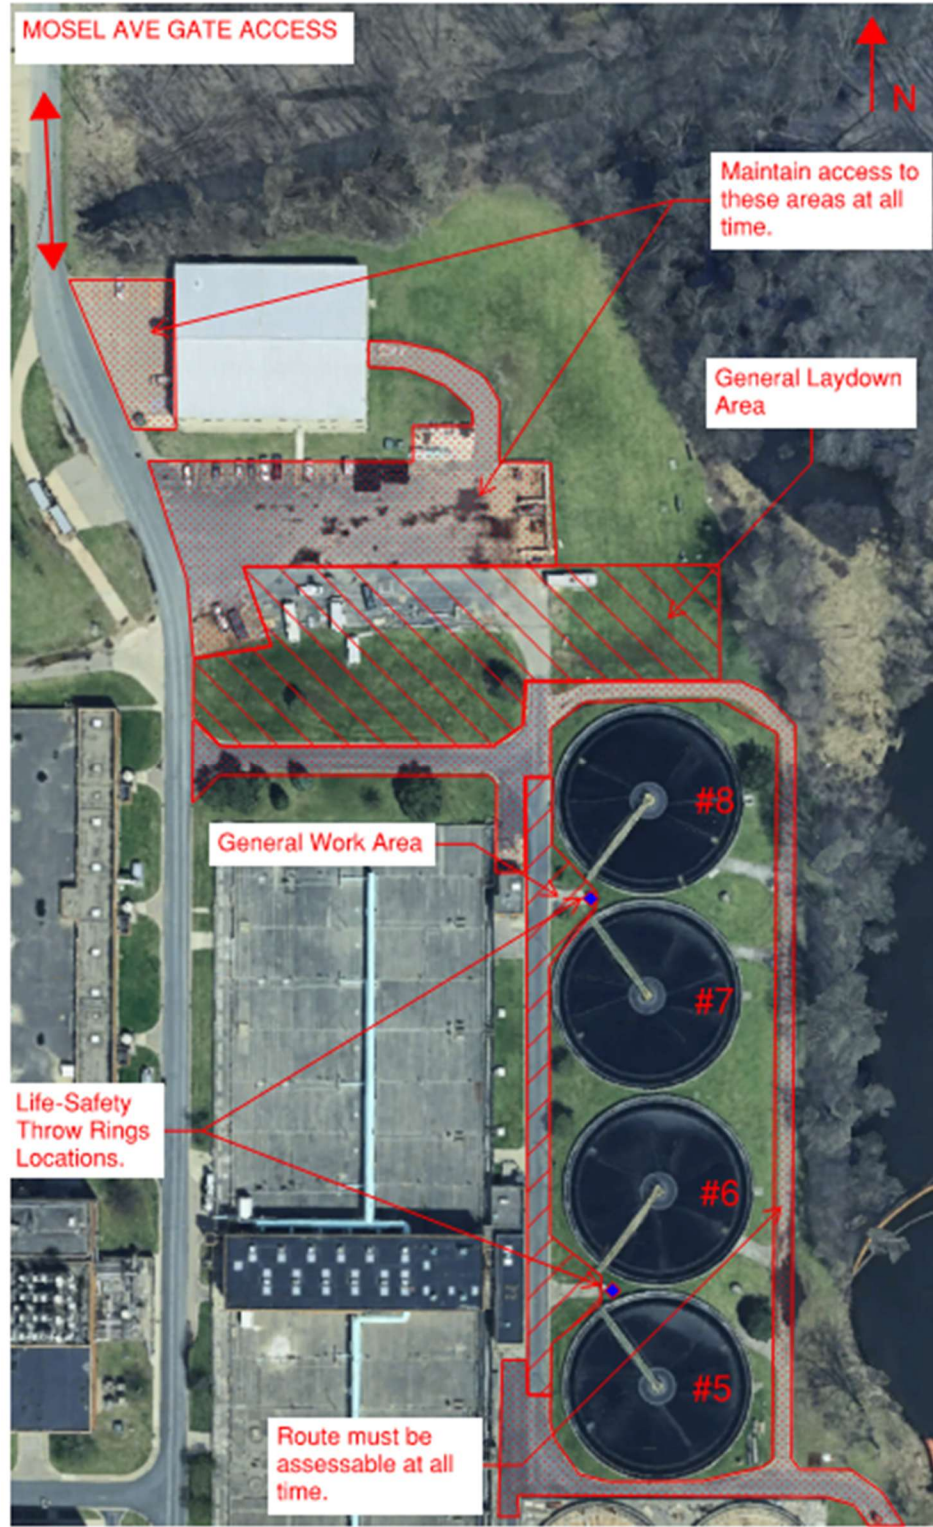 MOSEL AVE GATE ACCESS
N
Maintain access to
these areas at all
time.
General Laydown
Area
#8
General Work Area
#7
Life-Safety
Throw Rings
Locations.
#6
#5
Route must be
assessable at all
time.